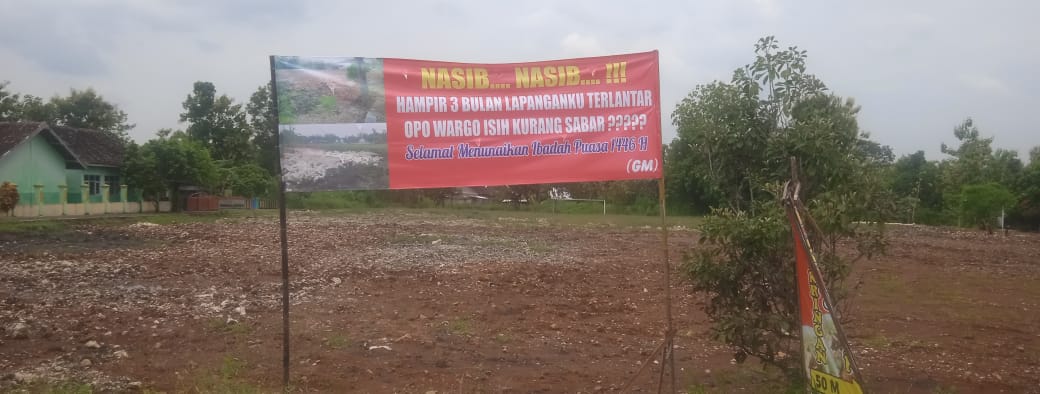 NASIB.... NASIB.... !!!
HAMPIR 3 BULAN LAPANGANKU TERLANTAR
OPO WARGO ISIH KURANG SABAR ?????
Selamat Menunaikan Ibadah Puasa 1446 H
(GM)
50 M